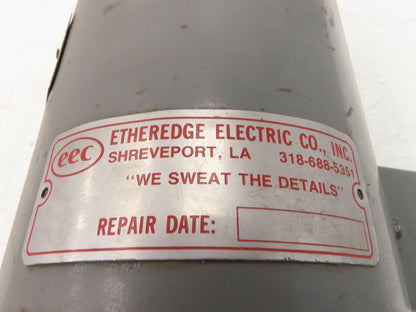 eec
ETHEREDGE ELECTRIC CO., INC.
SHREVEPORT, LA 318-688-5351
"WE SWEAT THE DETAILS"
REPAIR DATE: